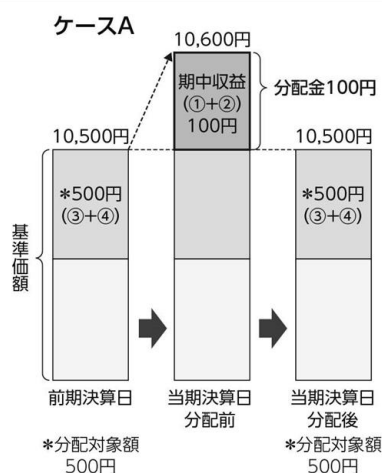 ケースA
10,600円
期中収益
(①+②)
100円
分配金100円
10,500円
10,500円
*500円
(③+④)
*500円
(③+④)
基準価額
前期決算日
当期決算日
分配前
当期決算日
分配後
*分配対象額
500円
*分配対象額
500円